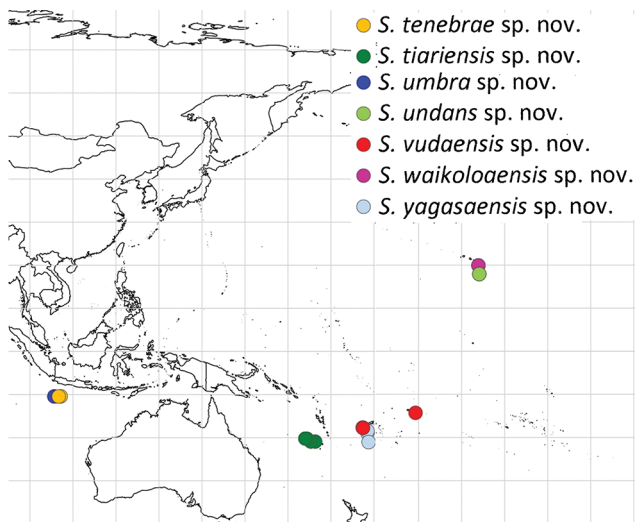 S. tenebrae sp. nov.
S. tiariensis sp. nov.
S. umbra sp. nov.
S. undans sp. nov.
S. vudaensis sp. nov.
S. waikoloaensis sp. nov.
S. yagasaensis sp. nov.